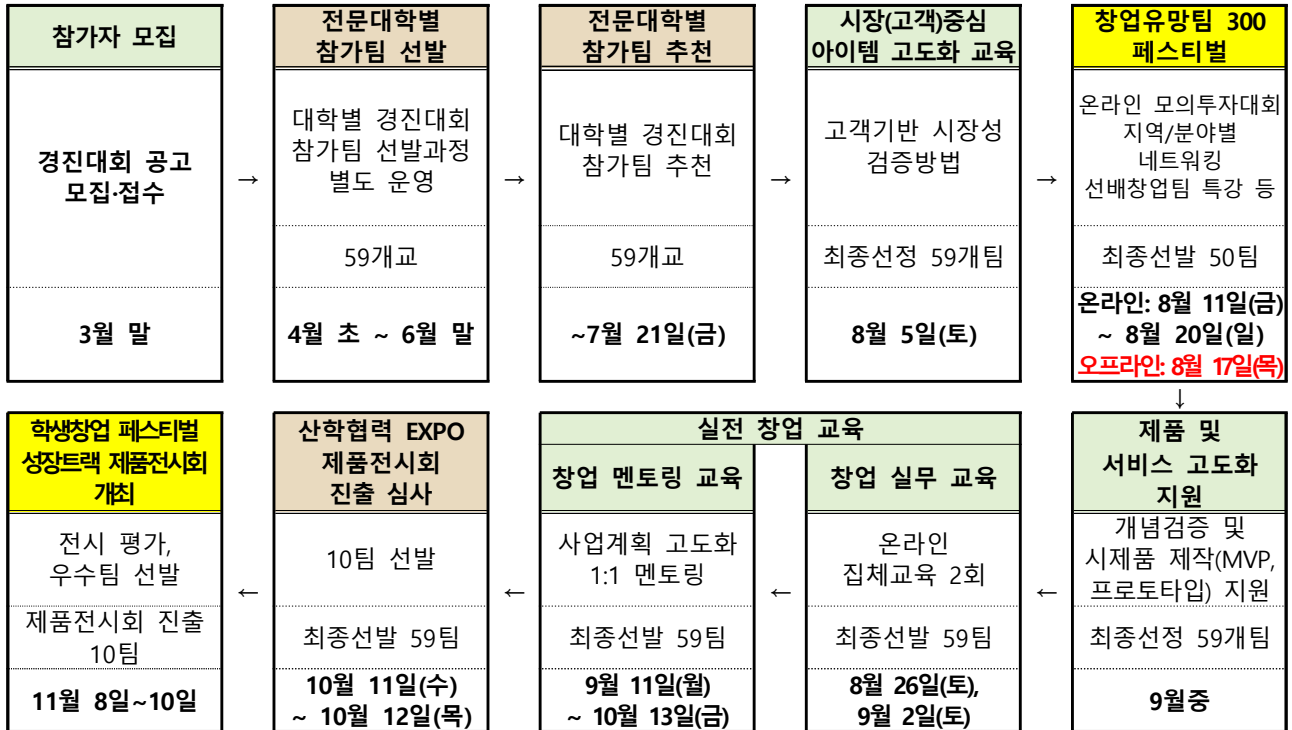 참가자 모집
경진대회 공고
모집·접수
3월 말
→
전문대학별
참가팀 선발
대학별 경진대회
참가팀 선발과정
별도 운영
59개교
4월 초 ~ 6월 말
→
전문대학별
참가팀 추천
대학별 경진대회
참가팀 추천
59개교
~7월 21일(금)
→
시장(고객)중심
아이템 고도화 교육
고객기반 시장성
검증방법
최종선정 59개팀
8월 5일(토)
→
창업유망팀 300
페스티벌
온라인 모의투자대회
지역/분야별
네트워킹
선배창업팀 특강 등
최종선발 50팀
온라인: 8월 11일(금)
~ 8월 20일(일)
오프라인: 8월 17일(목)
↓
제품 및
서비스 고도화
지원
개념검증 및
시제품 제작(MVP,
프로토타입) 지원
최종선정 59개팀
9월중
←
실전 창업 교육
창업 실무 교육
온라인
집체교육 2회
최종선발 59팀
8월 26일(토),
9월 2일(토)
←
창업 멘토링 교육
사업계획 고도화
1:1 멘토링
최종선발 59팀
9월 11일(월)
~ 10월 13일(금)
←
산학협력 EXPO
제품전시회
진출 심사
10팀 선발
최종선발 59팀
10월 11일(수)
~ 10월 12일(목)
←
학생창업 페스티벌
성장트랙 제품전시회
개최
전시 평가,
우수팀 선발
제품전시회 진출
10팀
11월 8일~10일